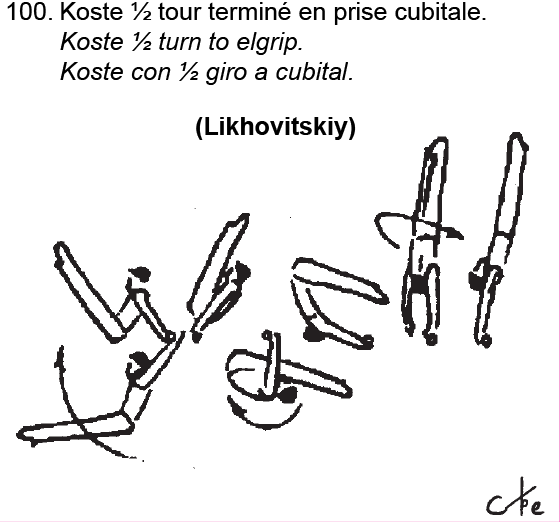 100. Koste ½ tour terminé en prise cubitale.
Koste ½ turn to elgrip.
Koste con ½ giro a cubital.
(Likhovitskiy)